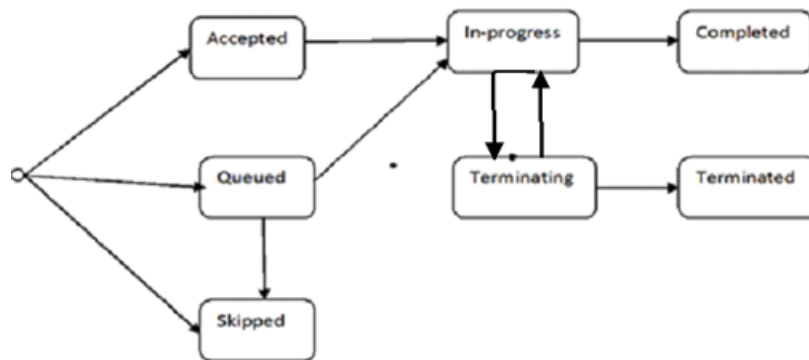 Accepted
In-progress
Completed
Queued
Terminating
Terminated
Skipped